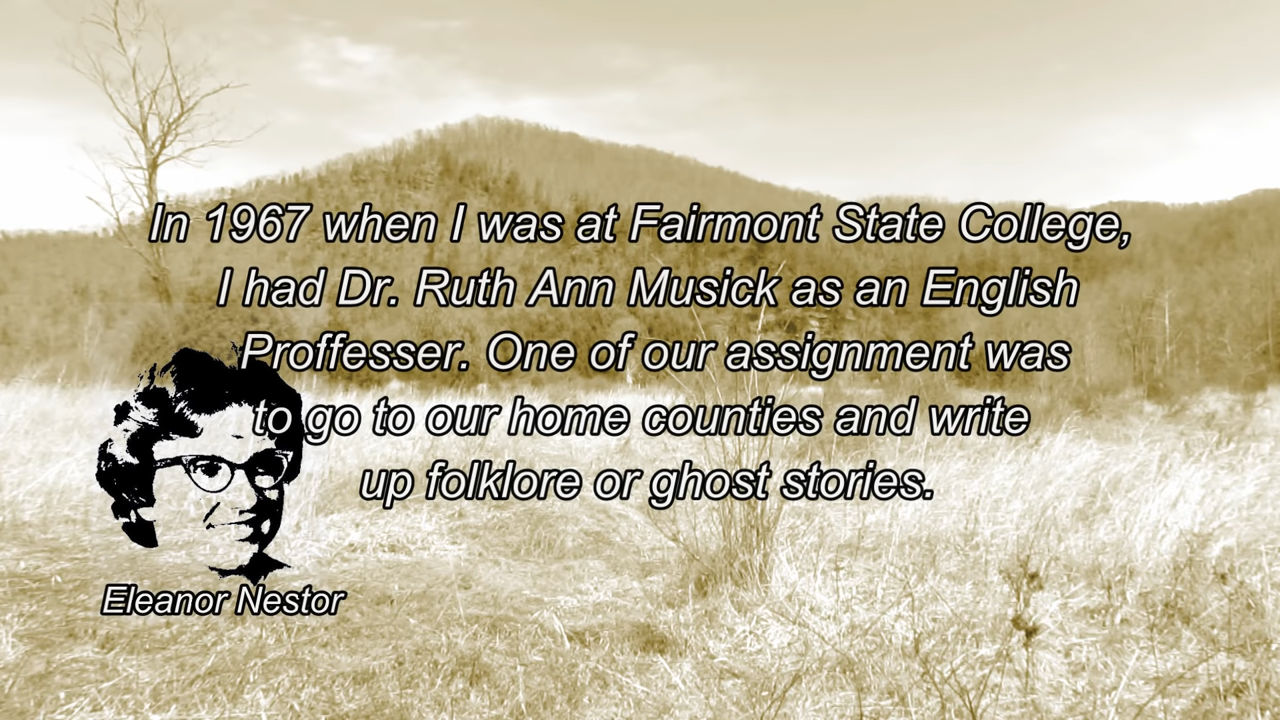 In 1967 when I was at Fairmont State College,
I had Dr. Ruth Ann Musick as an English
Proffesser. One of our assignment was
to go to our home counties and write
up folklore or ghost stories.
Eleanor Nestor